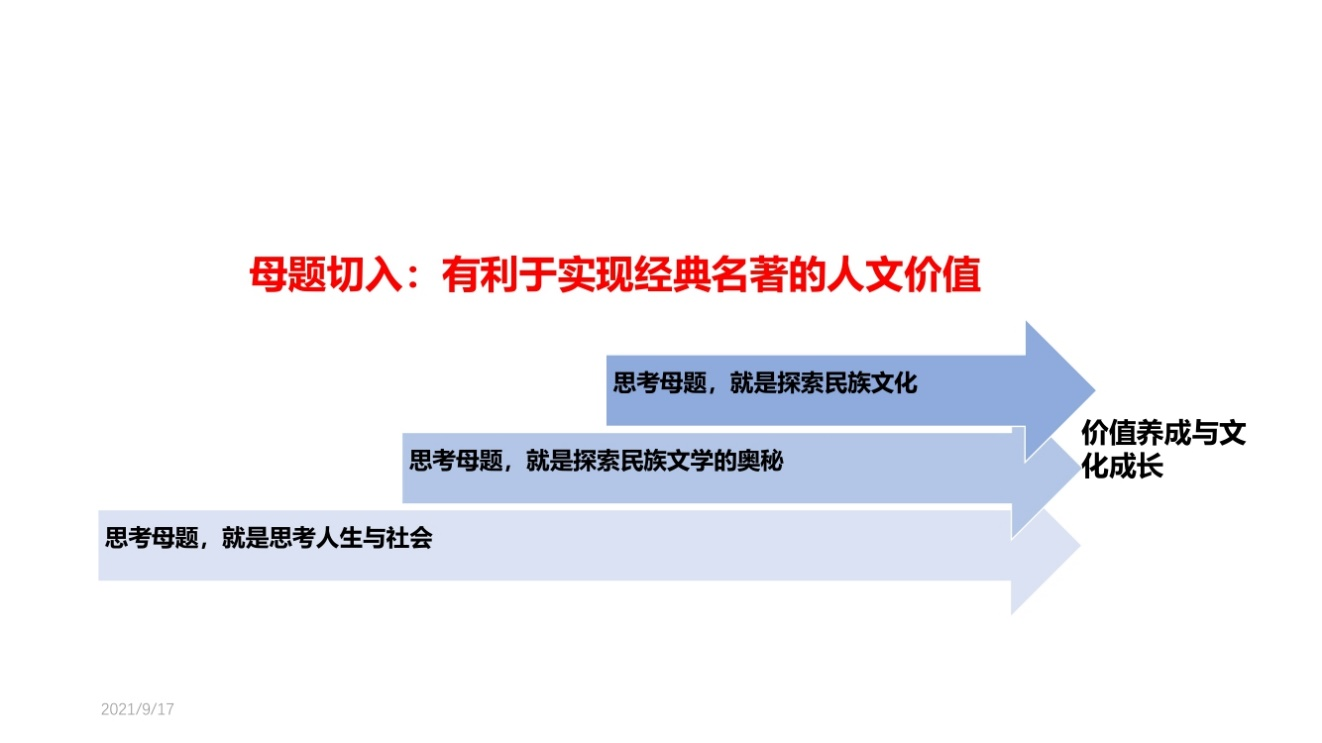 母题切入：有利于实现经典名著的人文价值
思考母题，就是探索民族文化
价值养成与文
化成长
思考母题，就是探索民族文学的奥秘
思考母题，就是思考人生与社会
2021/9/17